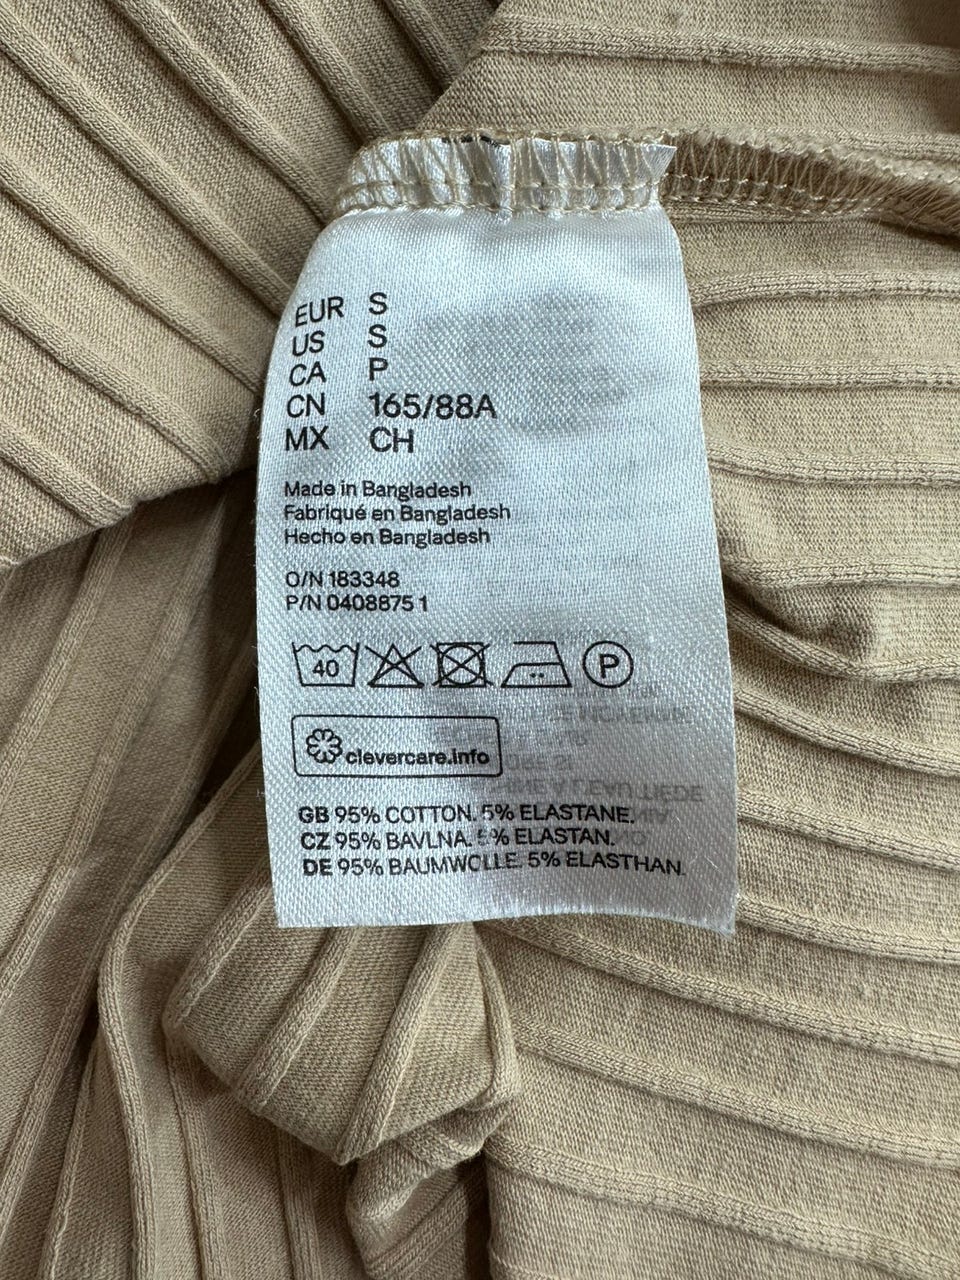 EUR S
US S
CA P
CN 165/88A
MX CH
Made in Bangladesh
Fabriqué en Bangladesh
Hecho en Bangladesh
O/N 183348
P/N 0408875 1
40 P
clevercare.info
GB 95% COTTON. 5% ELASTANE.
CZ 95% BAVLNA. 5% ELASTAN.
DE 95% BAUMWOLLE. 5% ELASTHAN.